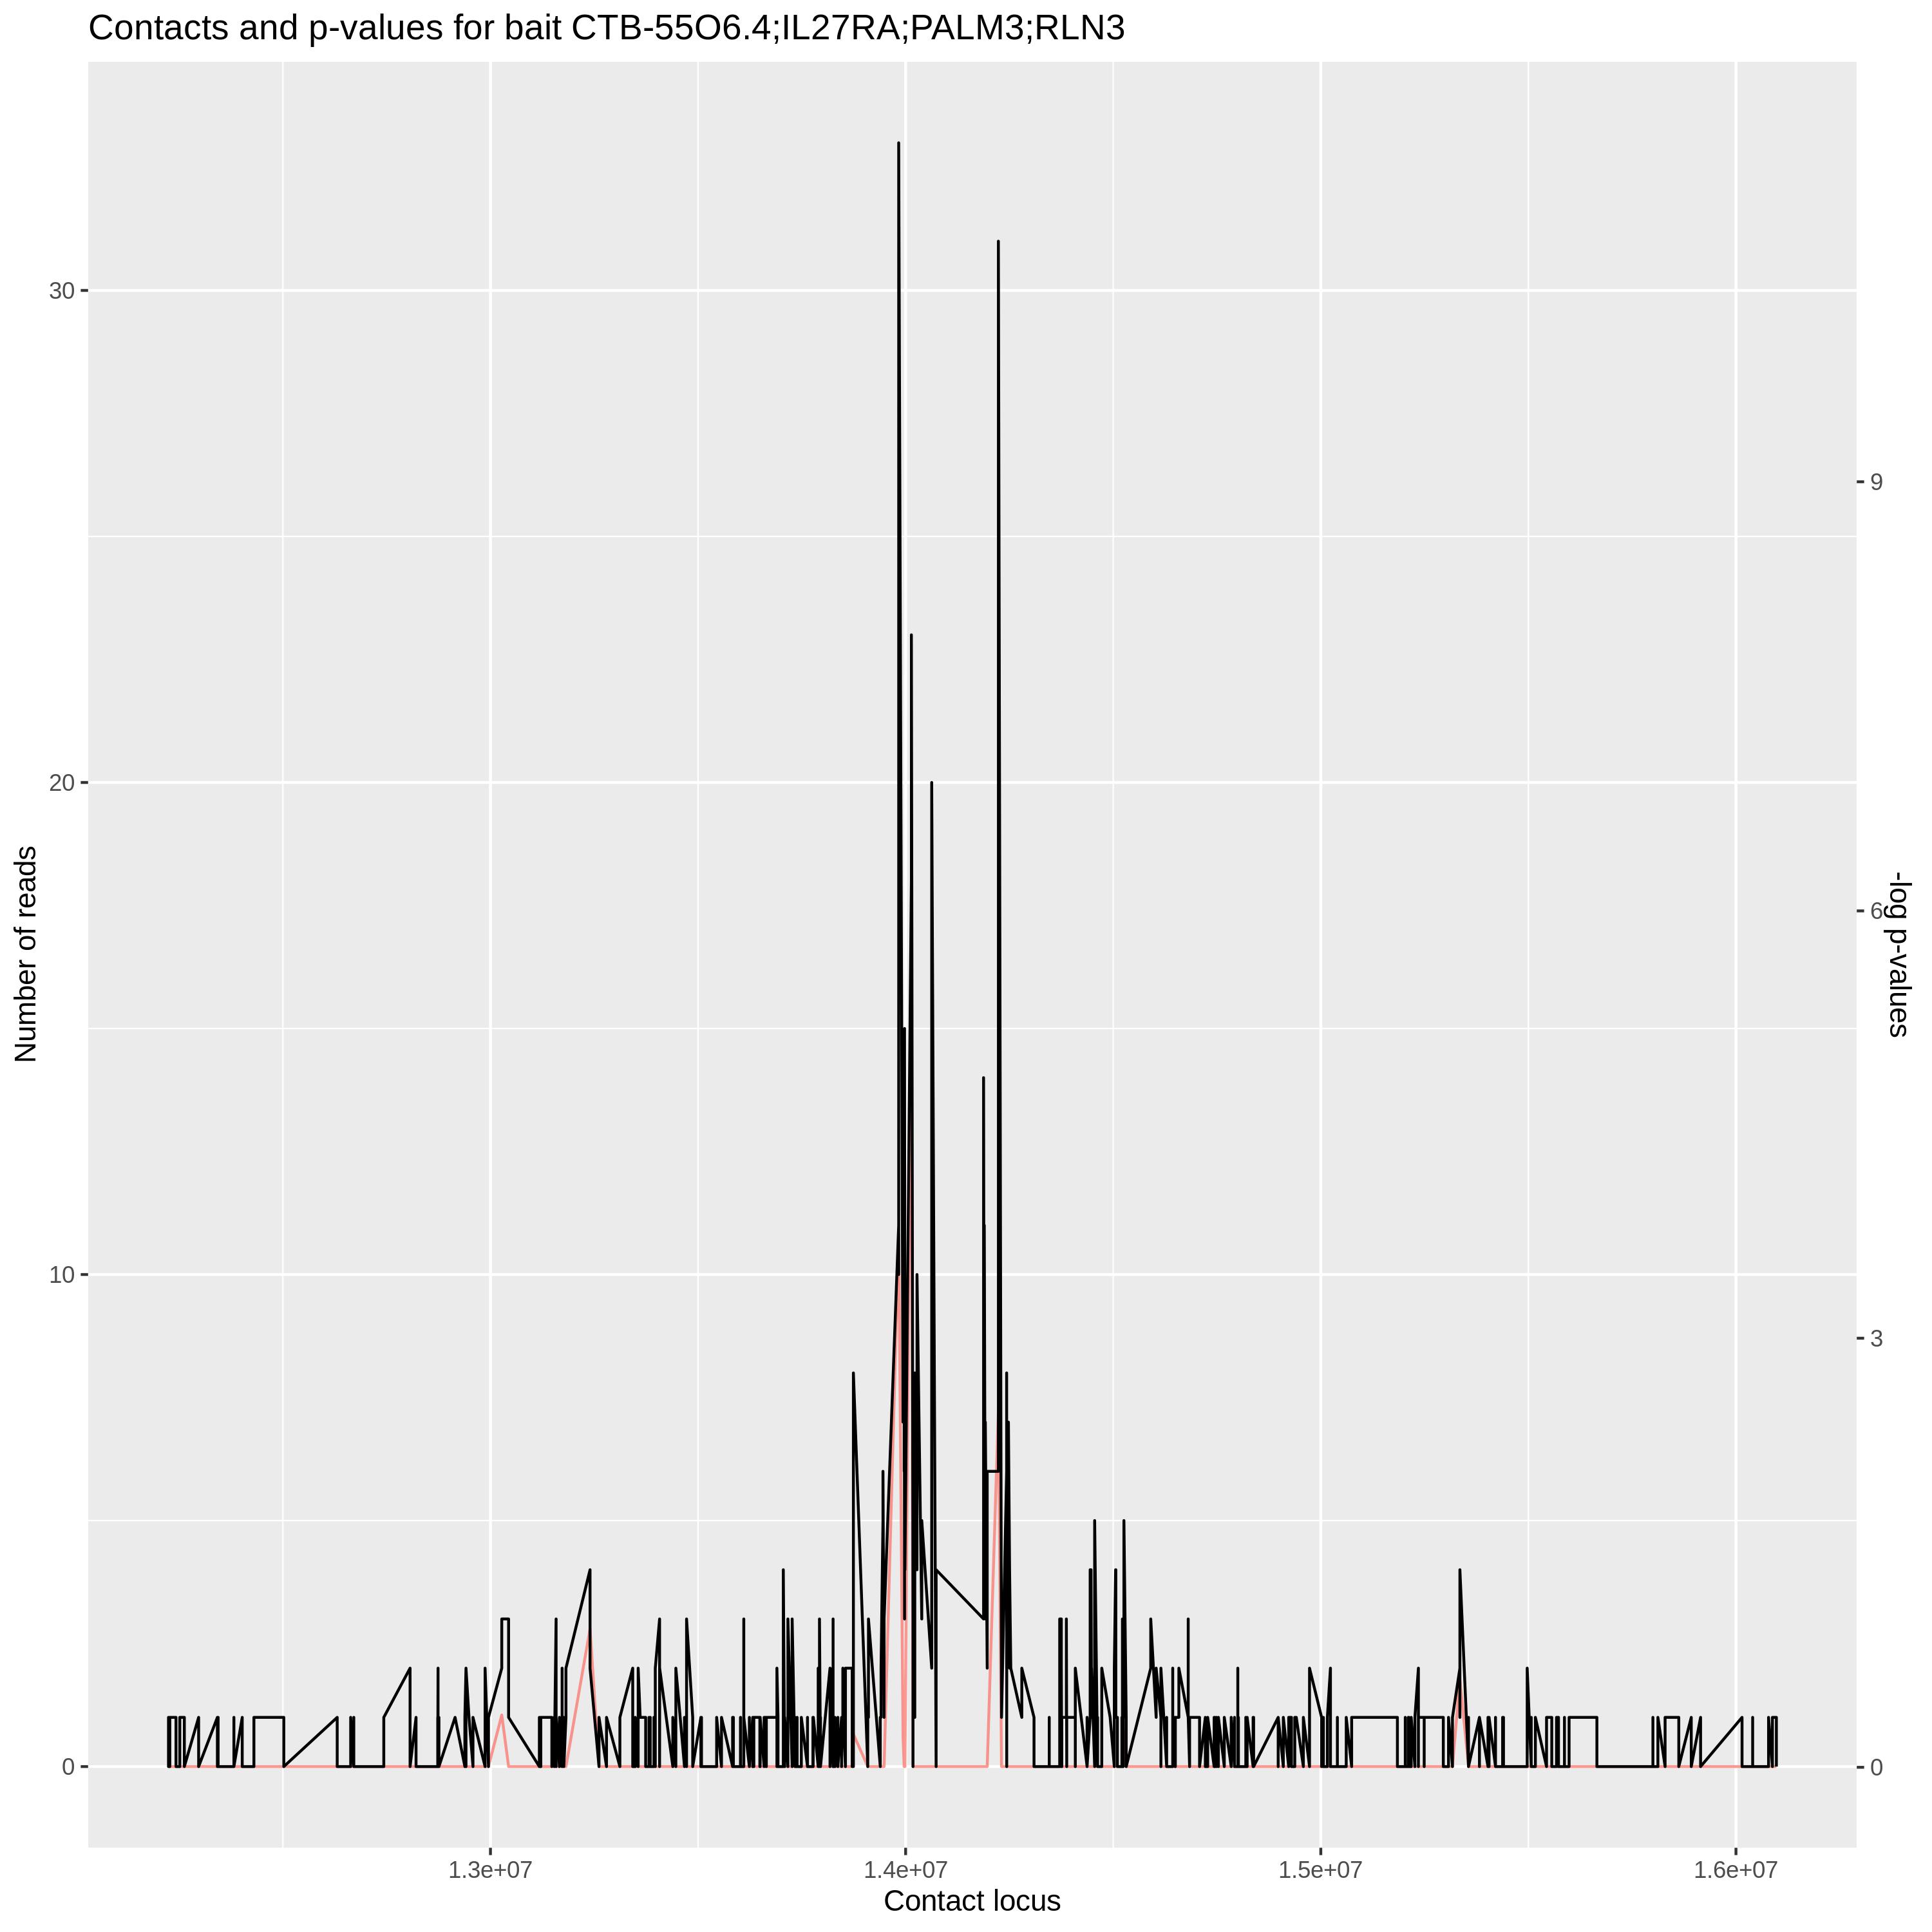 Contacts and p-values for bait CTB-55O6.4;IL27RA;PALM3;RLN3
30
20
10
0
Number of reads
9
6
3
0
-log p-values
1.3e+07
1.4e+07
1.5e+07
1.6e+07
Contact locus